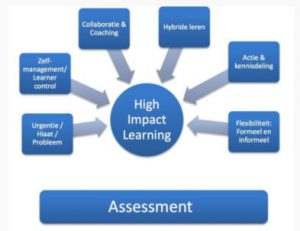 Collaboratie &
Coaching
Hybride leren
Zelf-
management/
Learner
control
Actie &
kennisdeling
High
Impact
Learning
Urgentie /
Hiaat /
Probleem
Flexibiliteit:
Formeel en
informeel
Assessment